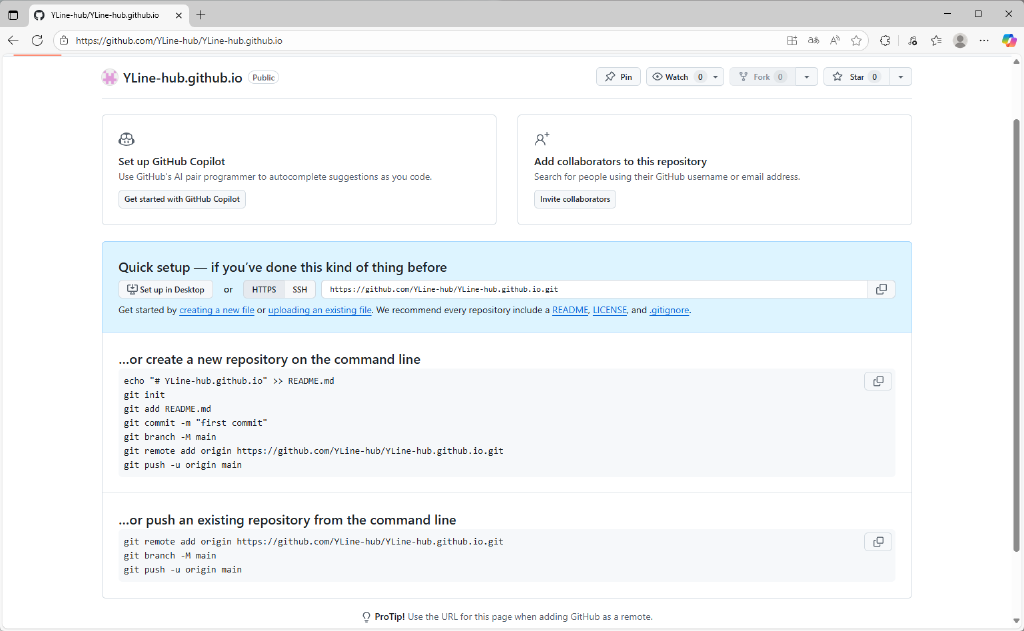 YLine-hub/YLine-hub.github.io
https://github.com/YLine-hub/YLine-hub.github.io
YLine-hub.github.io Public
Pin Watch 0 Fork 0 Star 0
Set up GitHub Copilot
Use GitHub's AI pair programmer to autocomplete suggestions as you code.
Get started with GitHub Copilot
Add collaborators to this repository
Search for people using their GitHub username or email address.
Invite collaborators
Quick setup — if you've done this kind of thing before
Set up in Desktop or HTTPS SSH https://github.com/YLine-hub/YLine-hub.github.io.git
Get started by creating a new file or uploading an existing file. We recommend every repository include a README, LICENSE, and .gitignore.
…or create a new repository on the command line
echo "# YLine-hub.github.io" >> README.md
git init
git add README.md
git commit -m "first commit"
git branch -M main
git remote add origin https://github.com/YLine-hub/YLine-hub.github.io.git
git push -u origin main
…or push an existing repository from the command line
git remote add origin https://github.com/YLine-hub/YLine-hub.github.io.git
git branch -M main
git push -u origin main
ProTip! Use the URL for this page when adding GitHub as a remote.